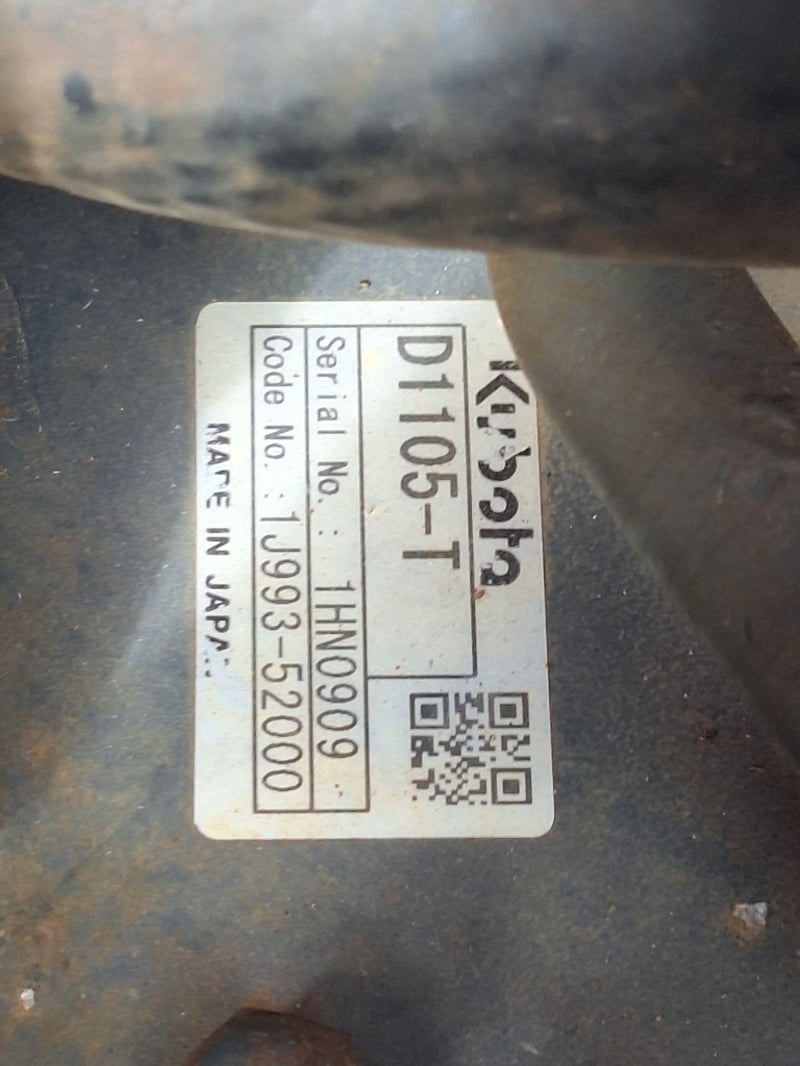 Kubota
D1105-T
Serial No. : 1HN0909
Code No. : 1J993-52000
MADE IN JAPAN